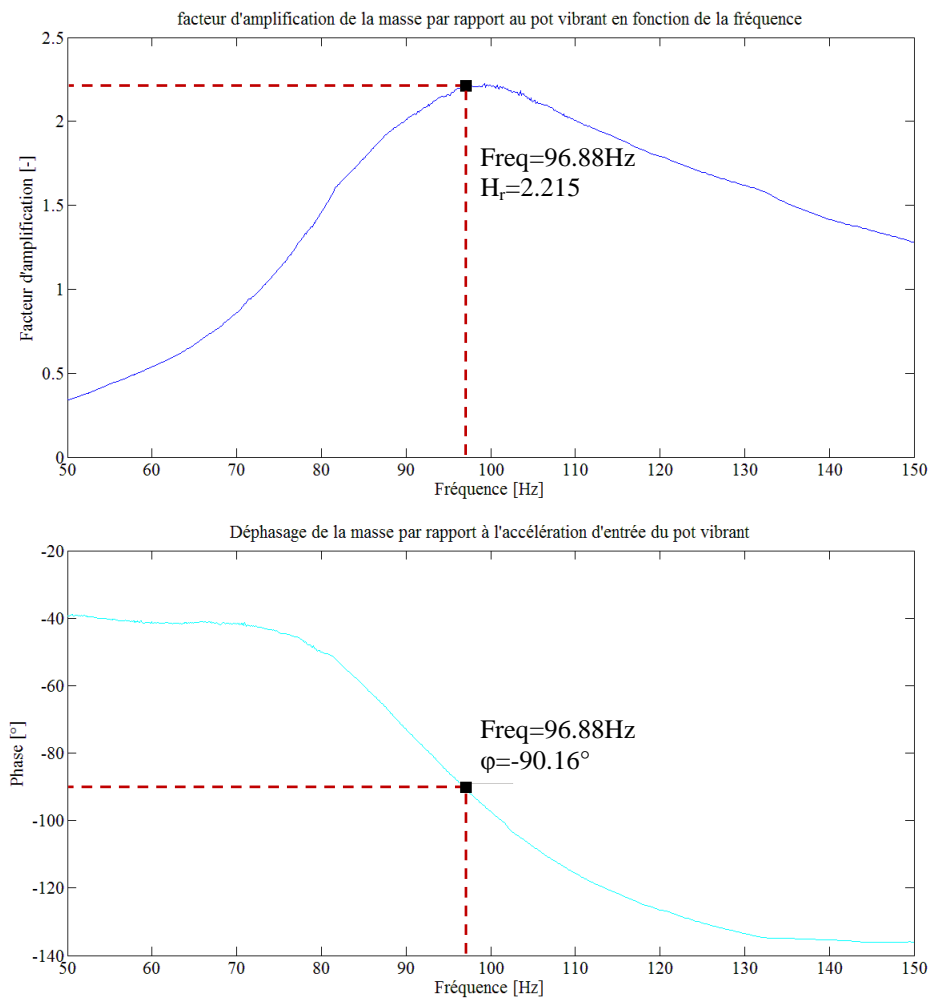 facteur d'amplification de la masse par rapport au pot vibrant en fonction de la fréquence
2.5
2
1.5
1
0.5
0
Facteur d'amplification [-]
Freq=96.88Hz
Hr=2.215
50 60 70 80 90 100 110 120 130 140 150
Fréquence [Hz]
Déphasage de la masse par rapport à l'accélération d'entrée du pot vibrant
-20
-40
-60
-80
-100
-120
-140
Phase [°]
Freq=96.88Hz
φ=-90.16°
50 60 70 80 90 100 110 120 130 140 150
Fréquence [Hz]